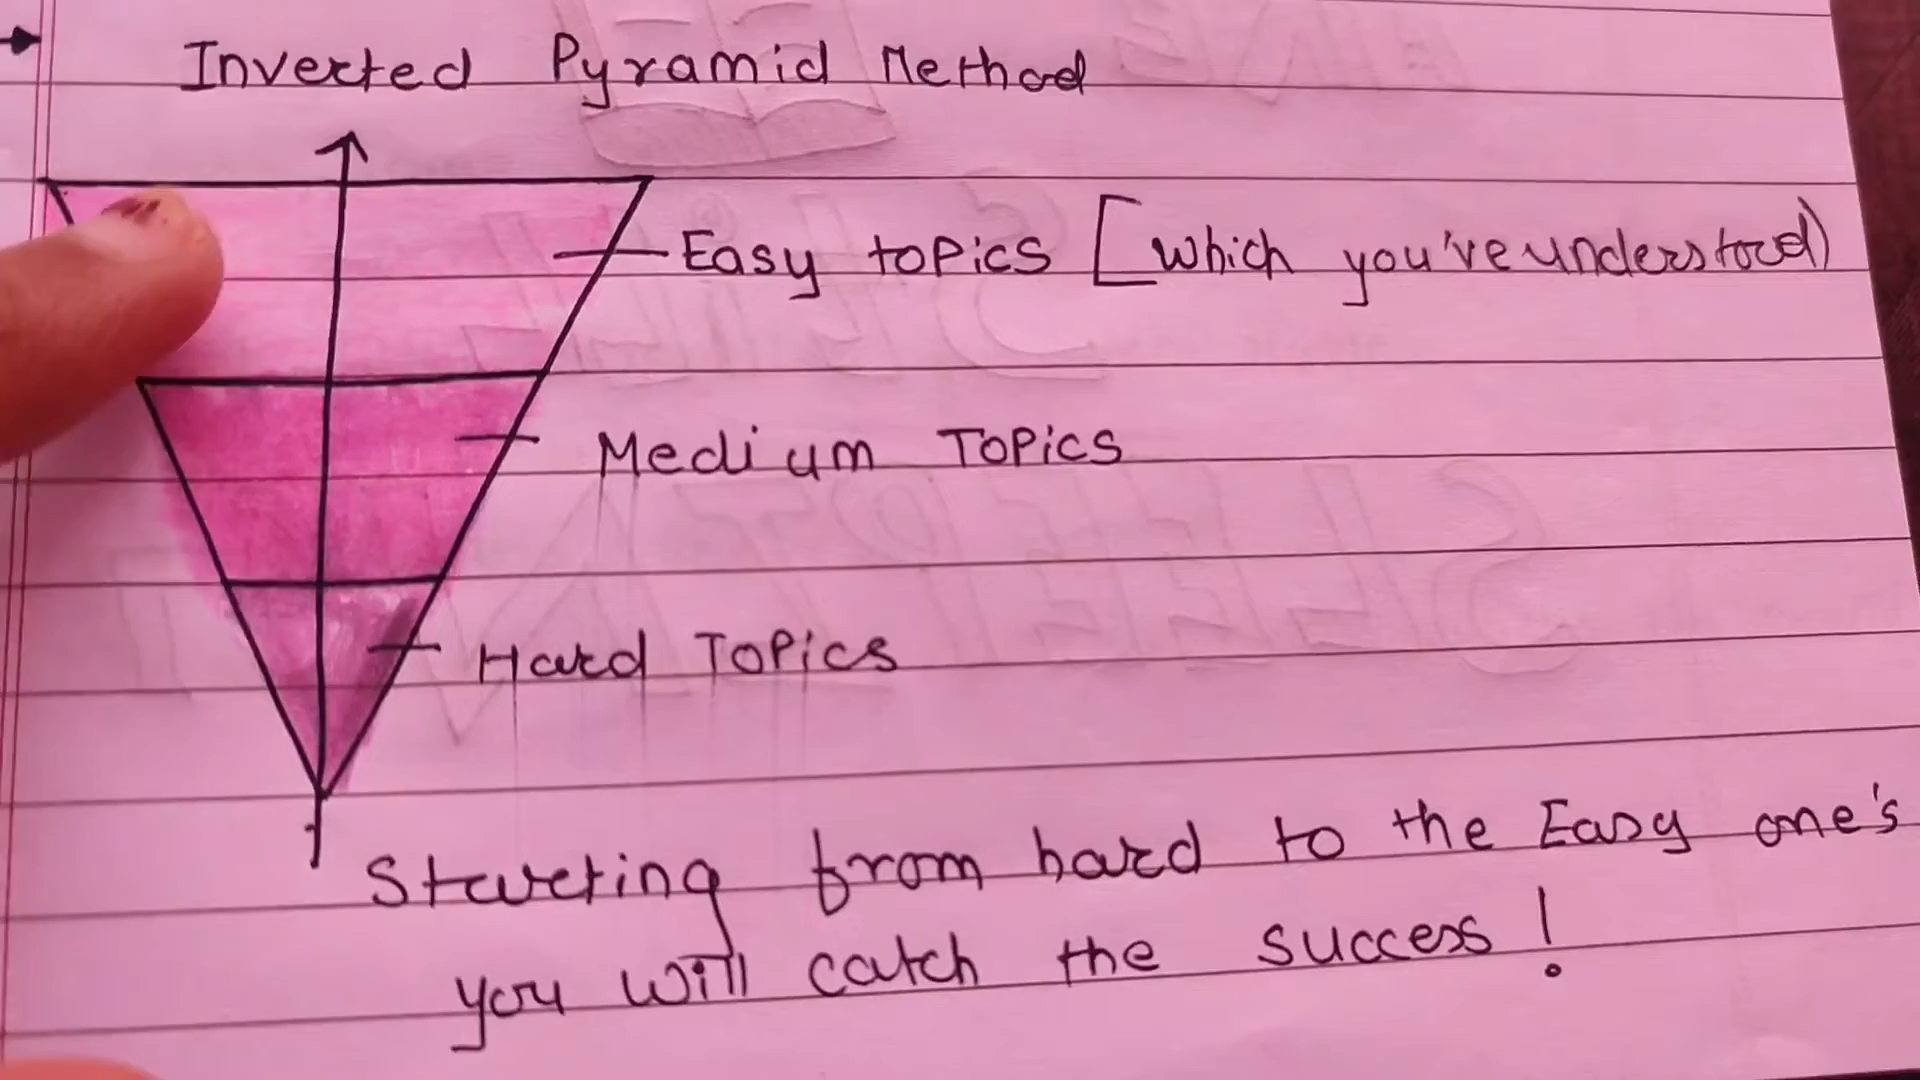 Inverted Pyramid Method
Easy topics [which you've understood)
Medium Topics
Hard Topics
Starting from hard to the Easy one's
you will catch the success!